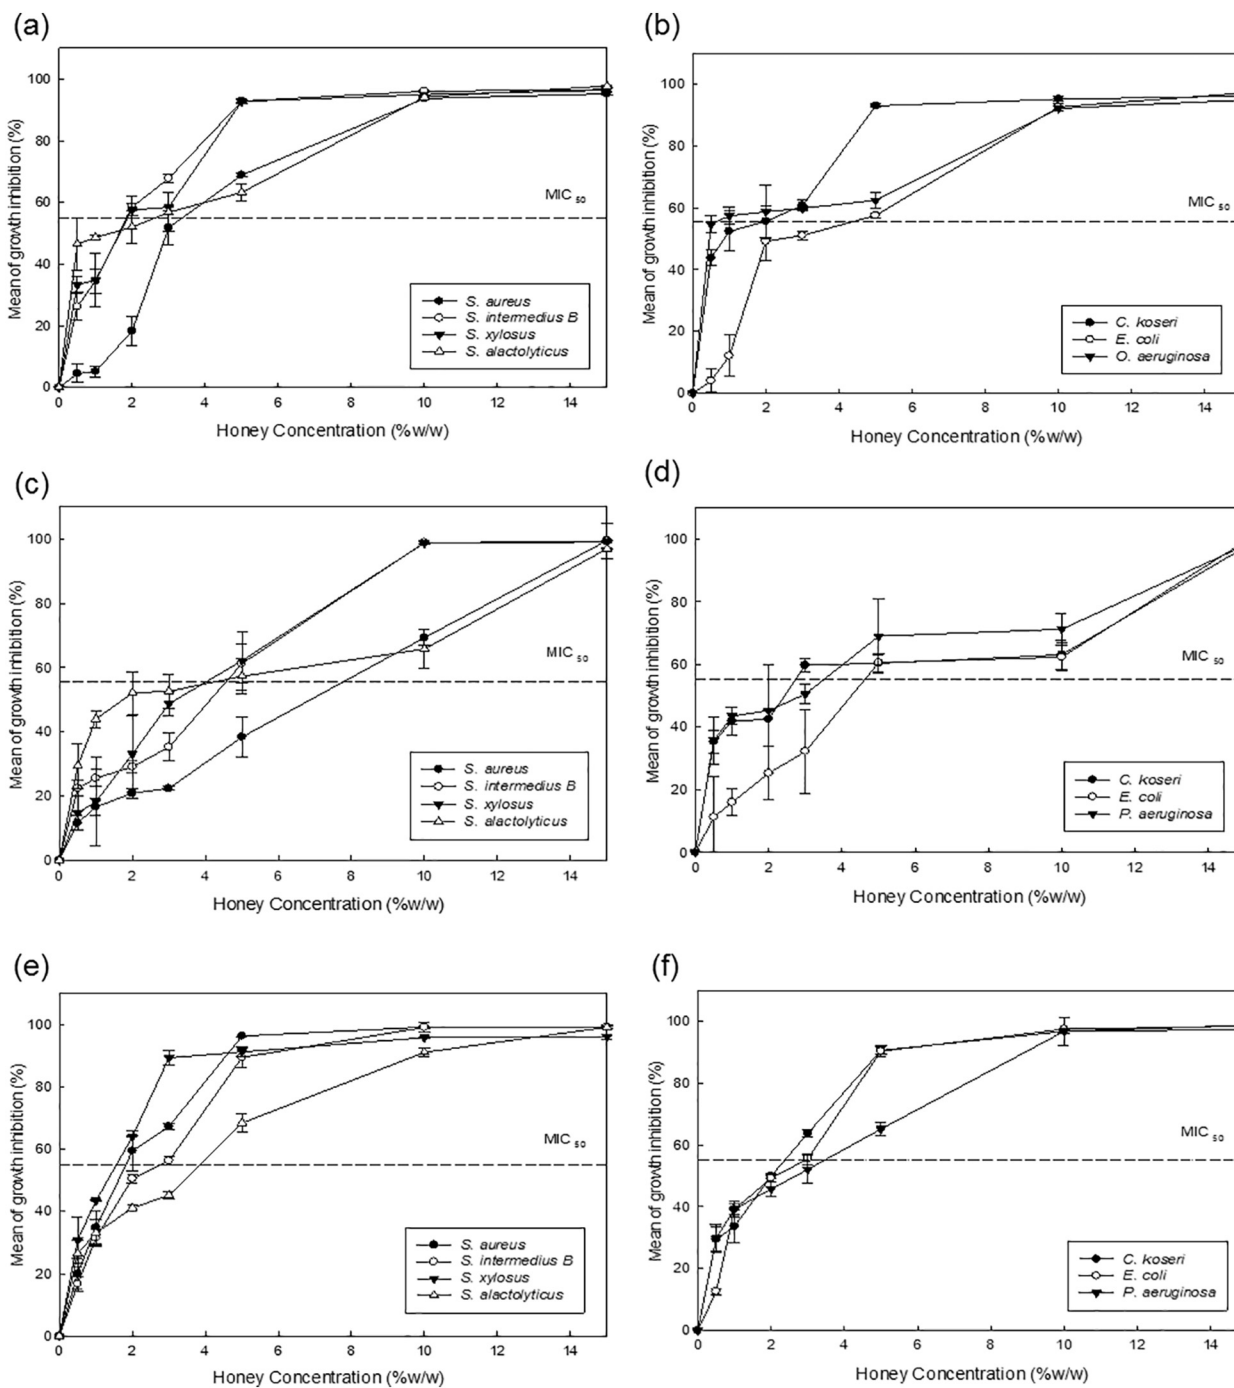 (a)
Mean of growth inhibition (%)
100
80
60
40
20
0
MIC 50
S. aureus
S. intermedius B
S. xylosus
S. alactolyticus
0 2 4 6 8 10 12 14
Honey Concentration (%w/w)
(b)
Mean of growth inhibition (%)
100
80
60
40
20
0
MIC 50
C. koseri
E. coli
O. aeruginosa
0 2 4 6 8 10 12 14
Honey Concentration (%w/w)
(c)
Mean of growth inhibition (%)
100
80
60
40
20
0
MIC 50
S. aureus
S. intermedius B
S. xylosus
S. alactolyticus
0 2 4 6 8 10 12 14
Honey Concentration (%w/w)
(d)
Mean of growth inhibition (%)
100
80
60
40
20
0
MIC 50
C. koseri
E. coli
P. aeruginosa
0 2 4 6 8 10 12 14
Honey Concentration (%w/w)
(e)
Mean of growth inhibition (%)
100
80
60
40
20
0
MIC 50
S. aureus
S. intermedius B
S. xylosus
S. alactolyticus
0 2 4 6 8 10 12 14
Honey Concentration (%w/w)
(f)
Mean of growth inhibition (%)
100
80
60
40
20
0
MIC 50
C. koseri
E. coli
P. aeruginosa
0 2 4 6 8 10 12 14
Honey Concentration (%w/w)